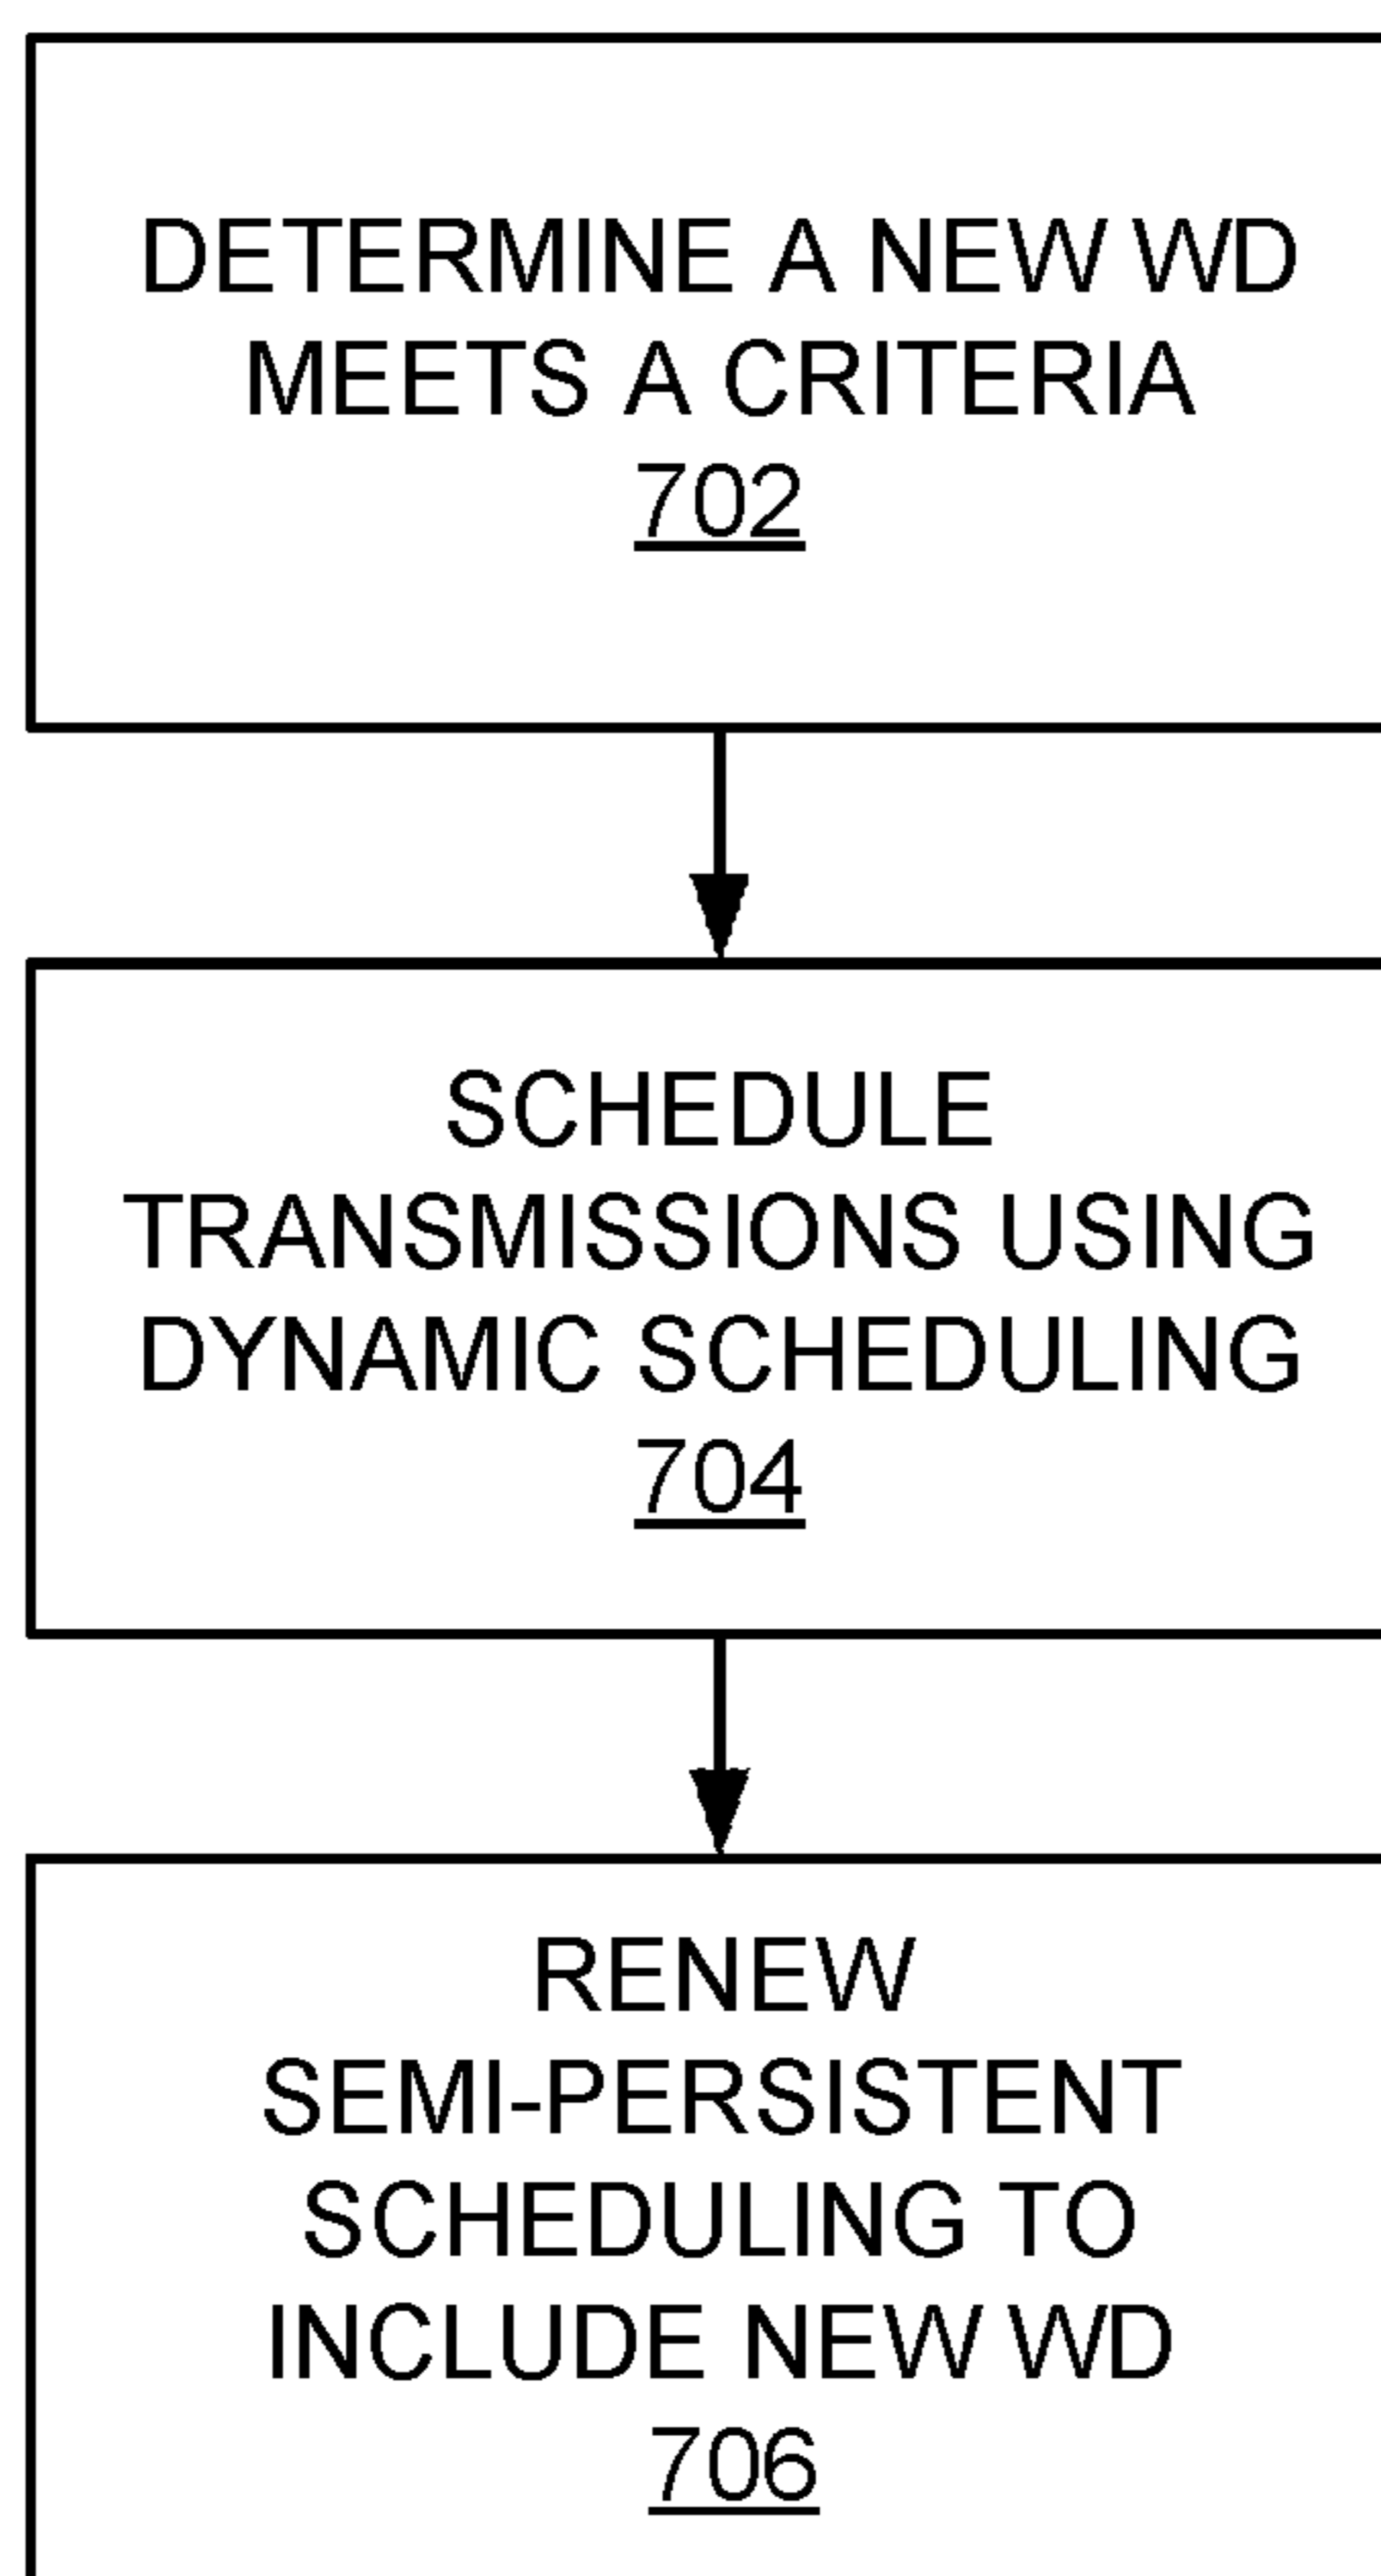 DETERMINE A NEW WD
MEETS A CRITERIA
702
SCHEDULE
TRANSMISSIONS USING
DYNAMIC SCHEDULING
704
RENEW
SEMI-PERSISTENT
SCHEDULING TO
INCLUDE NEW WD
706